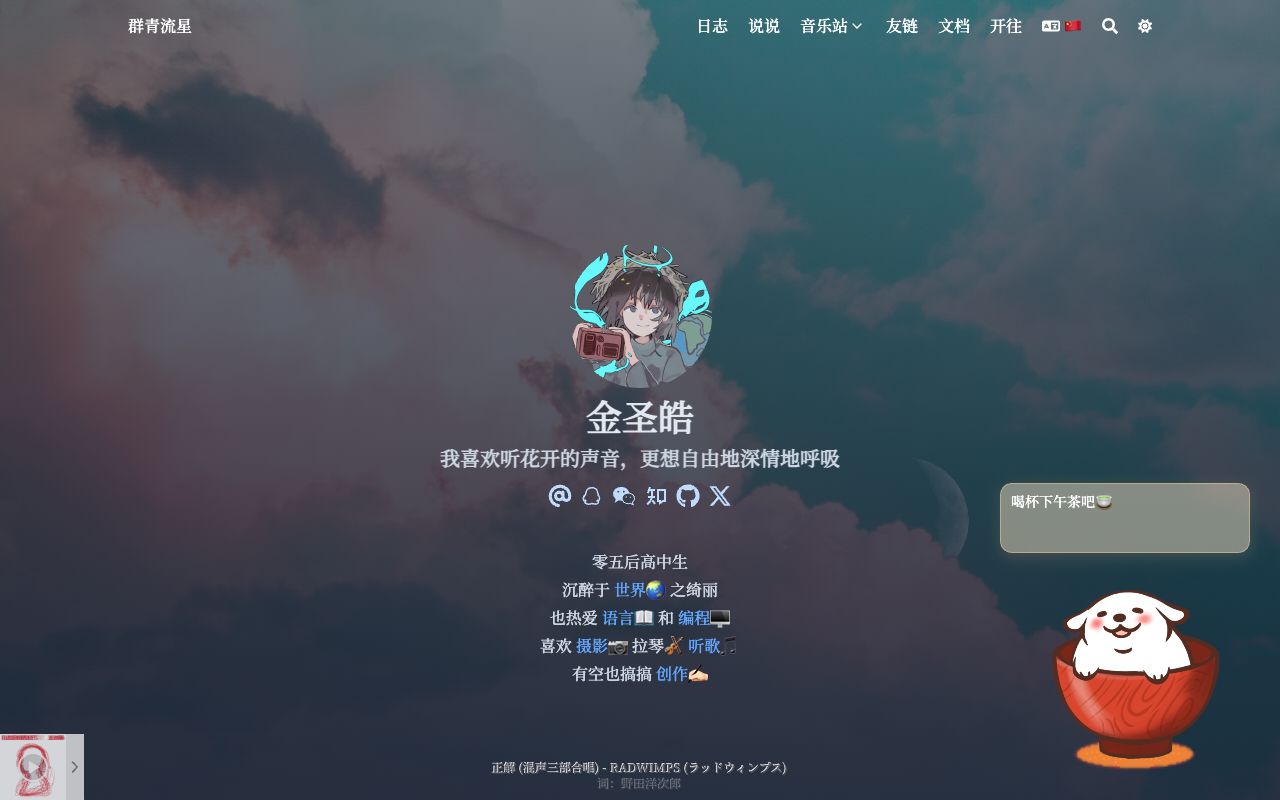 群青流星
日志 说说 音乐站 友链 文档 开往
金圣皓
我喜欢听花开的声音，更想自由地深情地呼吸
知
喝杯下午茶吧🍵
零五后高中生
沉醉于 世界🌏 之绮丽
也热爱 语言📖 和 编程🖥️
喜欢 摄影📷 拉琴🎻 听歌🎵
有空也搞搞 创作✍🏻
正解 (混声三部合唱) - RADWIMPS (ラッドウィンプス)
词：野田洋次郎